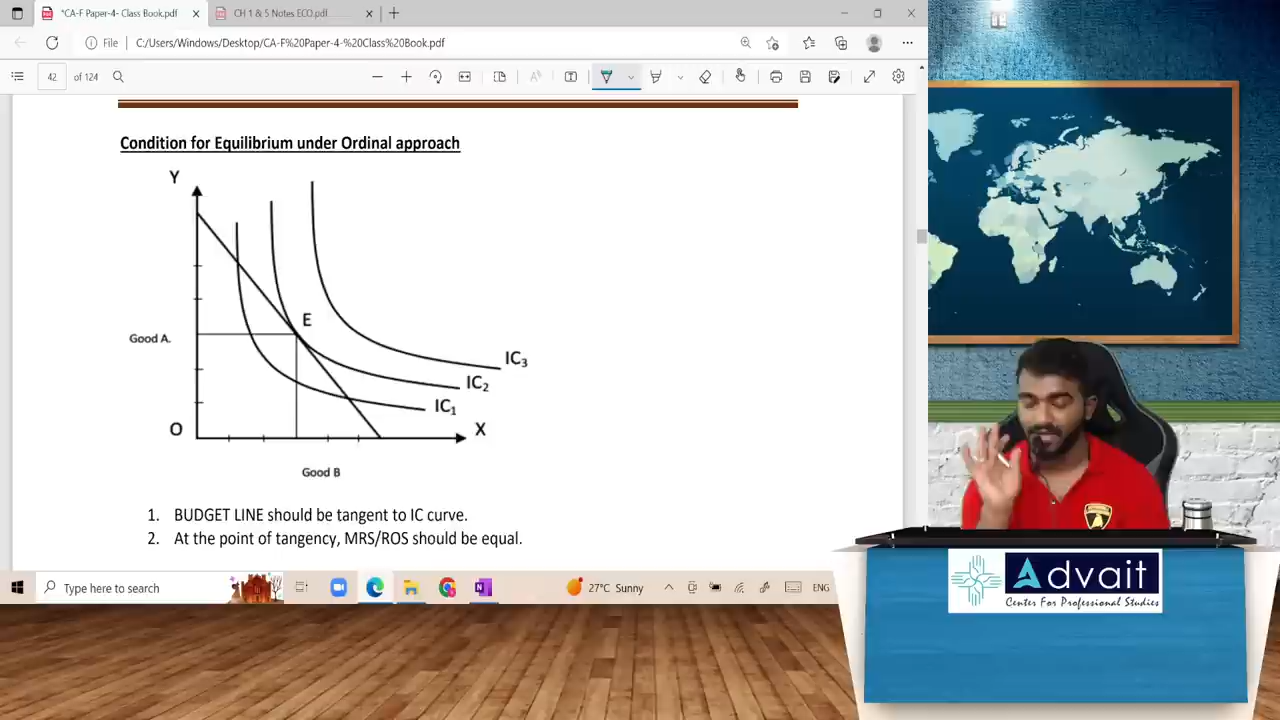 *CA-F Paper-4- Class Book.pdf
CH 1 & 5 Notes ECO.pdf
File
C:/Users/Windows/Desktop/CA-F%20Paper-4-%20Class%20Book.pdf
42 of 124
Condition for Equilibrium under Ordinal approach
Y
E
Good A.
IC3
IC2
IC1
O
X
Good B
1. BUDGET LINE should be tangent to IC curve.
2. At the point of tangency, MRS/ROS should be equal.
Type here to search
27°C Sunny
ENG
Advait
Center For Professional Studies